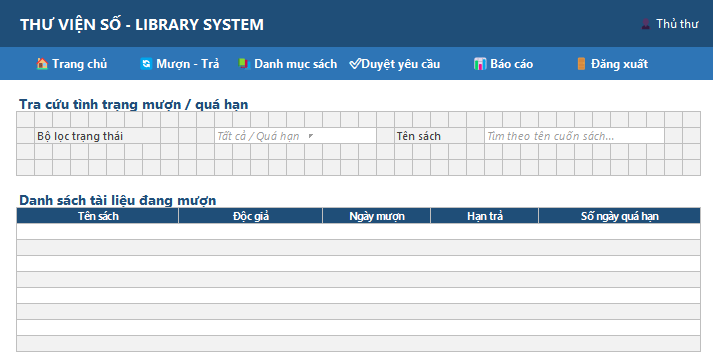 THƯ VIỆN SỐ - LIBRARY SYSTEM Thủ thư
Trang chủ Mượn - Trả Danh mục sách Duyệt yêu cầu Báo cáo Đăng xuất
Tra cứu tình trạng mượn / quá hạn
Bộ lọc trạng thái Tất cả / Quá hạn Tên sách Tìm theo tên cuốn sách...
Danh sách tài liệu đang mượn
Tên sách Độc giả Ngày mượn Hạn trả Số ngày quá hạn